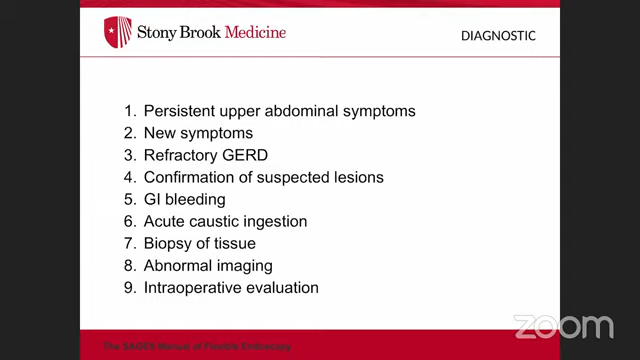 Stony Brook Medicine
DIAGNOSTIC
1. Persistent upper abdominal symptoms
2. New symptoms
3. Refractory GERD
4. Confirmation of suspected lesions
5. GI bleeding
6. Acute caustic ingestion
7. Biopsy of tissue
8. Abnormal imaging
9. Intraoperative evaluation
zoom
The SAGES Manual of Flexible Endoscopy